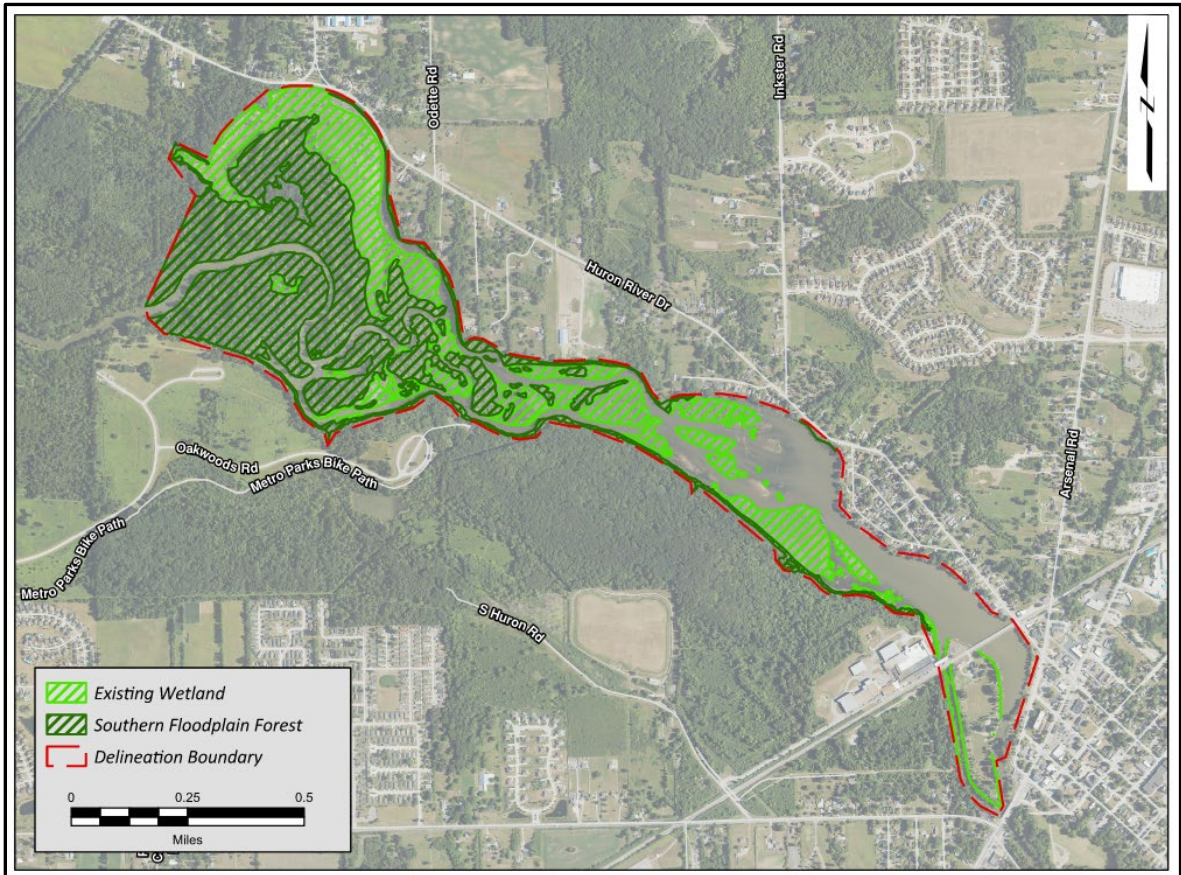 Odette Rd
Inkster Rd
Huron River Dr
Arsenal Rd
Oakwoods Rd
Metro Parks Bike Path
Metro Parks Bike Path
S Huron Rd
Existing Wetland
Southern Floodplain Forest
Delineation Boundary
0 0.25 0.5
Miles